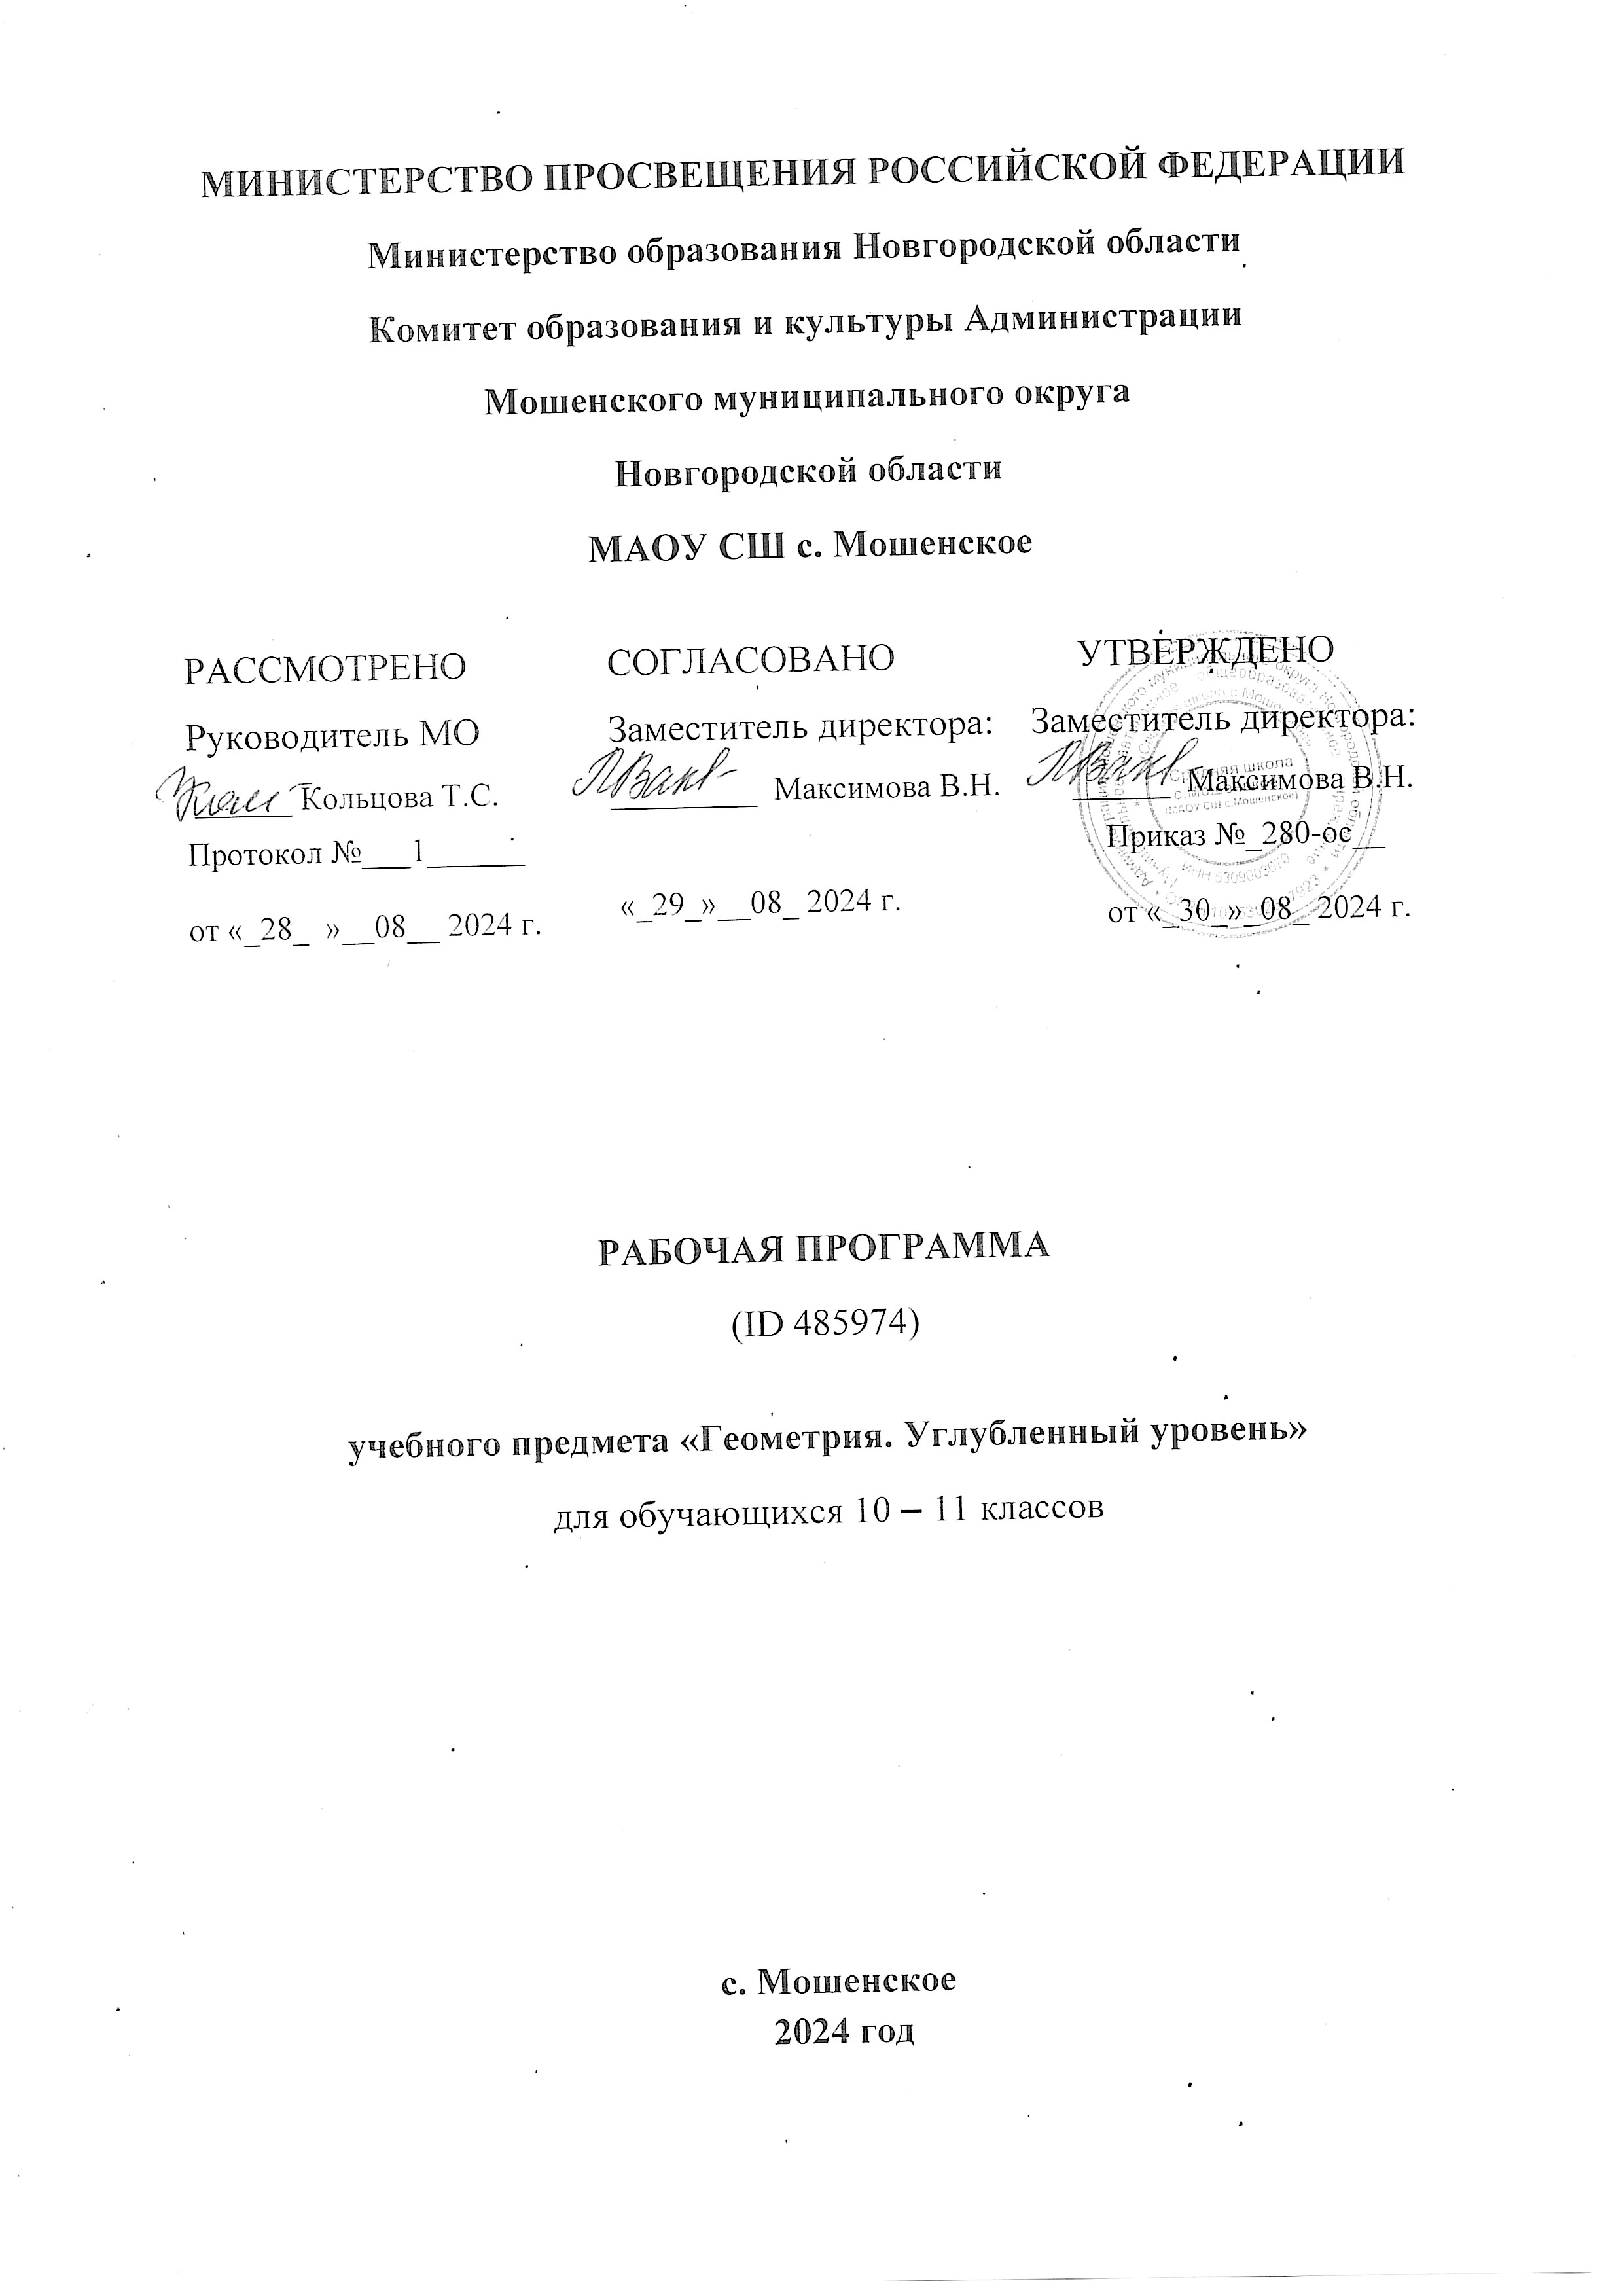 МИНИСТЕРСТВО ПРОСВЕЩЕНИЯ РОССИЙСКОЙ ФЕДЕРАЦИИ
Министерство образования Новгородской области
Комитет образования и культуры Администрации
Мошенского муниципального округа
Новгородской области
МАОУ СШ с. Мошенское
РАССМОТРЕНО
Руководитель МО
Кольцова Т.С.
Протокол №___1______
от «_28_ »__08__ 2024 г.
СОГЛАСОВАНО
Заместитель директора:
_________ Максимова В.Н.
«_29_»__08_ 2024 г.
УТВЕРЖДЕНО
Заместитель директора:
______ Максимова В.Н.
Приказ №_280-ос__
от «_30_»_08_ 2024 г.
РАБОЧАЯ ПРОГРАММА
(ID 485974)
учебного предмета «Геометрия. Углубленный уровень»
для обучающихся 10 – 11 классов
с. Мошенское
2024 год